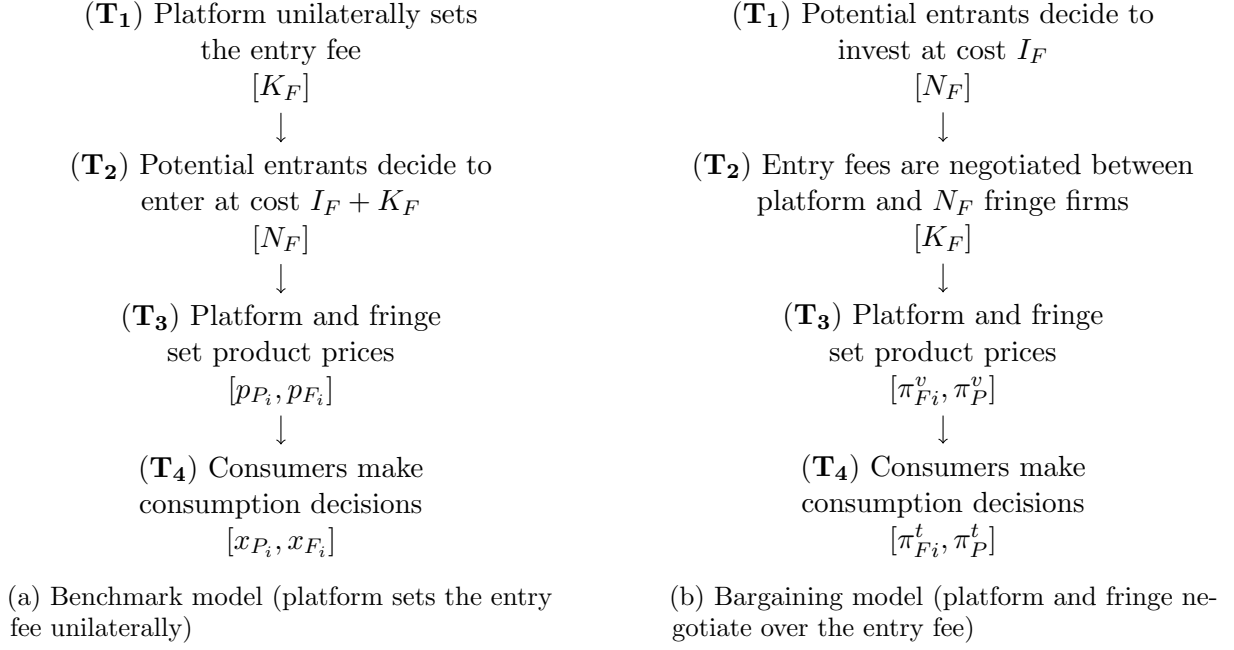 (T₁) Platform unilaterally sets
the entry fee
[K_F]
↓
(T₂) Potential entrants decide to
enter at cost I_F + K_F
[N_F]
↓
(T₃) Platform and fringe
set product prices
[p_{P_i}, p_{F_i}]
↓
(T₄) Consumers make
consumption decisions
[x_{P_i}, x_{F_i}]
(a) Benchmark model (platform sets the entry
fee unilaterally)
(T₁) Potential entrants decide to
invest at cost I_F
[N_F]
↓
(T₂) Entry fees are negotiated between
platform and N_F fringe firms
[K_F]
↓
(T₃) Platform and fringe
set product prices
[π^v_{Fi}, π^v_P]
↓
(T₄) Consumers make
consumption decisions
[π^t_{Fi}, π^t_P]
(b) Bargaining model (platform and fringe ne-
gotiate over the entry fee)